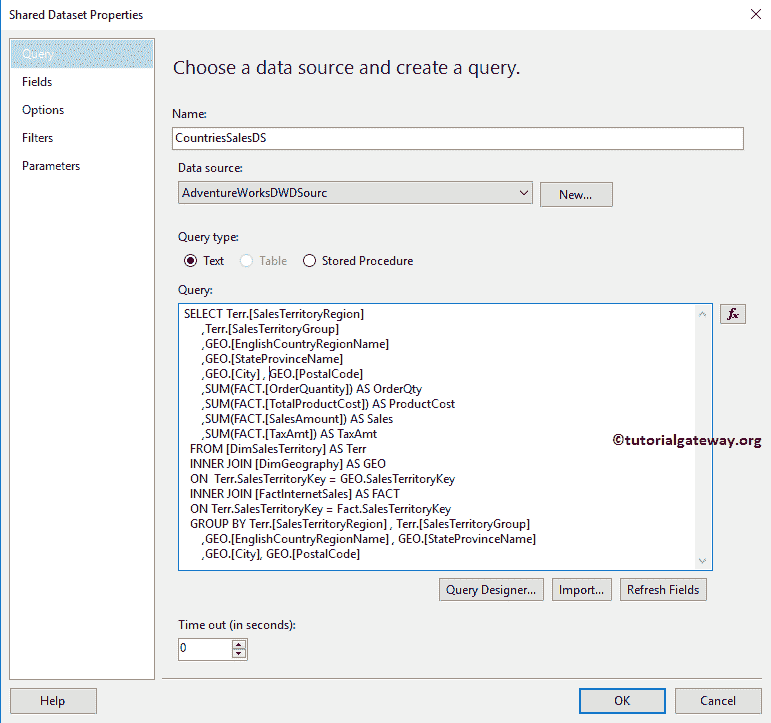 Shared Dataset Properties
Query
Fields
Options
Filters
Parameters
Choose a data source and create a query.
Name:
CountriesSalesDS
Data source:
AdventureWorksDWDSourc
New...
Query type:
Text Table Stored Procedure
Query:
SELECT Terr.[SalesTerritoryRegion]
,Terr.[SalesTerritoryGroup]
,GEO.[EnglishCountryRegionName]
,GEO.[StateProvinceName]
,GEO.[City] , GEO.[PostalCode]
,SUM(FACT.[OrderQuantity]) AS OrderQty
,SUM(FACT.[TotalProductCost]) AS ProductCost
,SUM(FACT.[SalesAmount]) AS Sales
,SUM(FACT.[TaxAmt]) AS TaxAmt
FROM [DimSalesTerritory] AS Terr
INNER JOIN [DimGeography] AS GEO
ON  Terr.SalesTerritoryKey = GEO.SalesTerritoryKey
INNER JOIN [FactInternetSales] AS FACT
ON Terr.SalesTerritoryKey = Fact.SalesTerritoryKey
GROUP BY Terr.[SalesTerritoryRegion] , Terr.[SalesTerritoryGroup]
,GEO.[EnglishCountryRegionName] , GEO.[StateProvinceName]
,GEO.[City], GEO.[PostalCode]
fx
©tutorialgateway.org
Query Designer... Import... Refresh Fields
Time out (in seconds):
0
Help OK Cancel